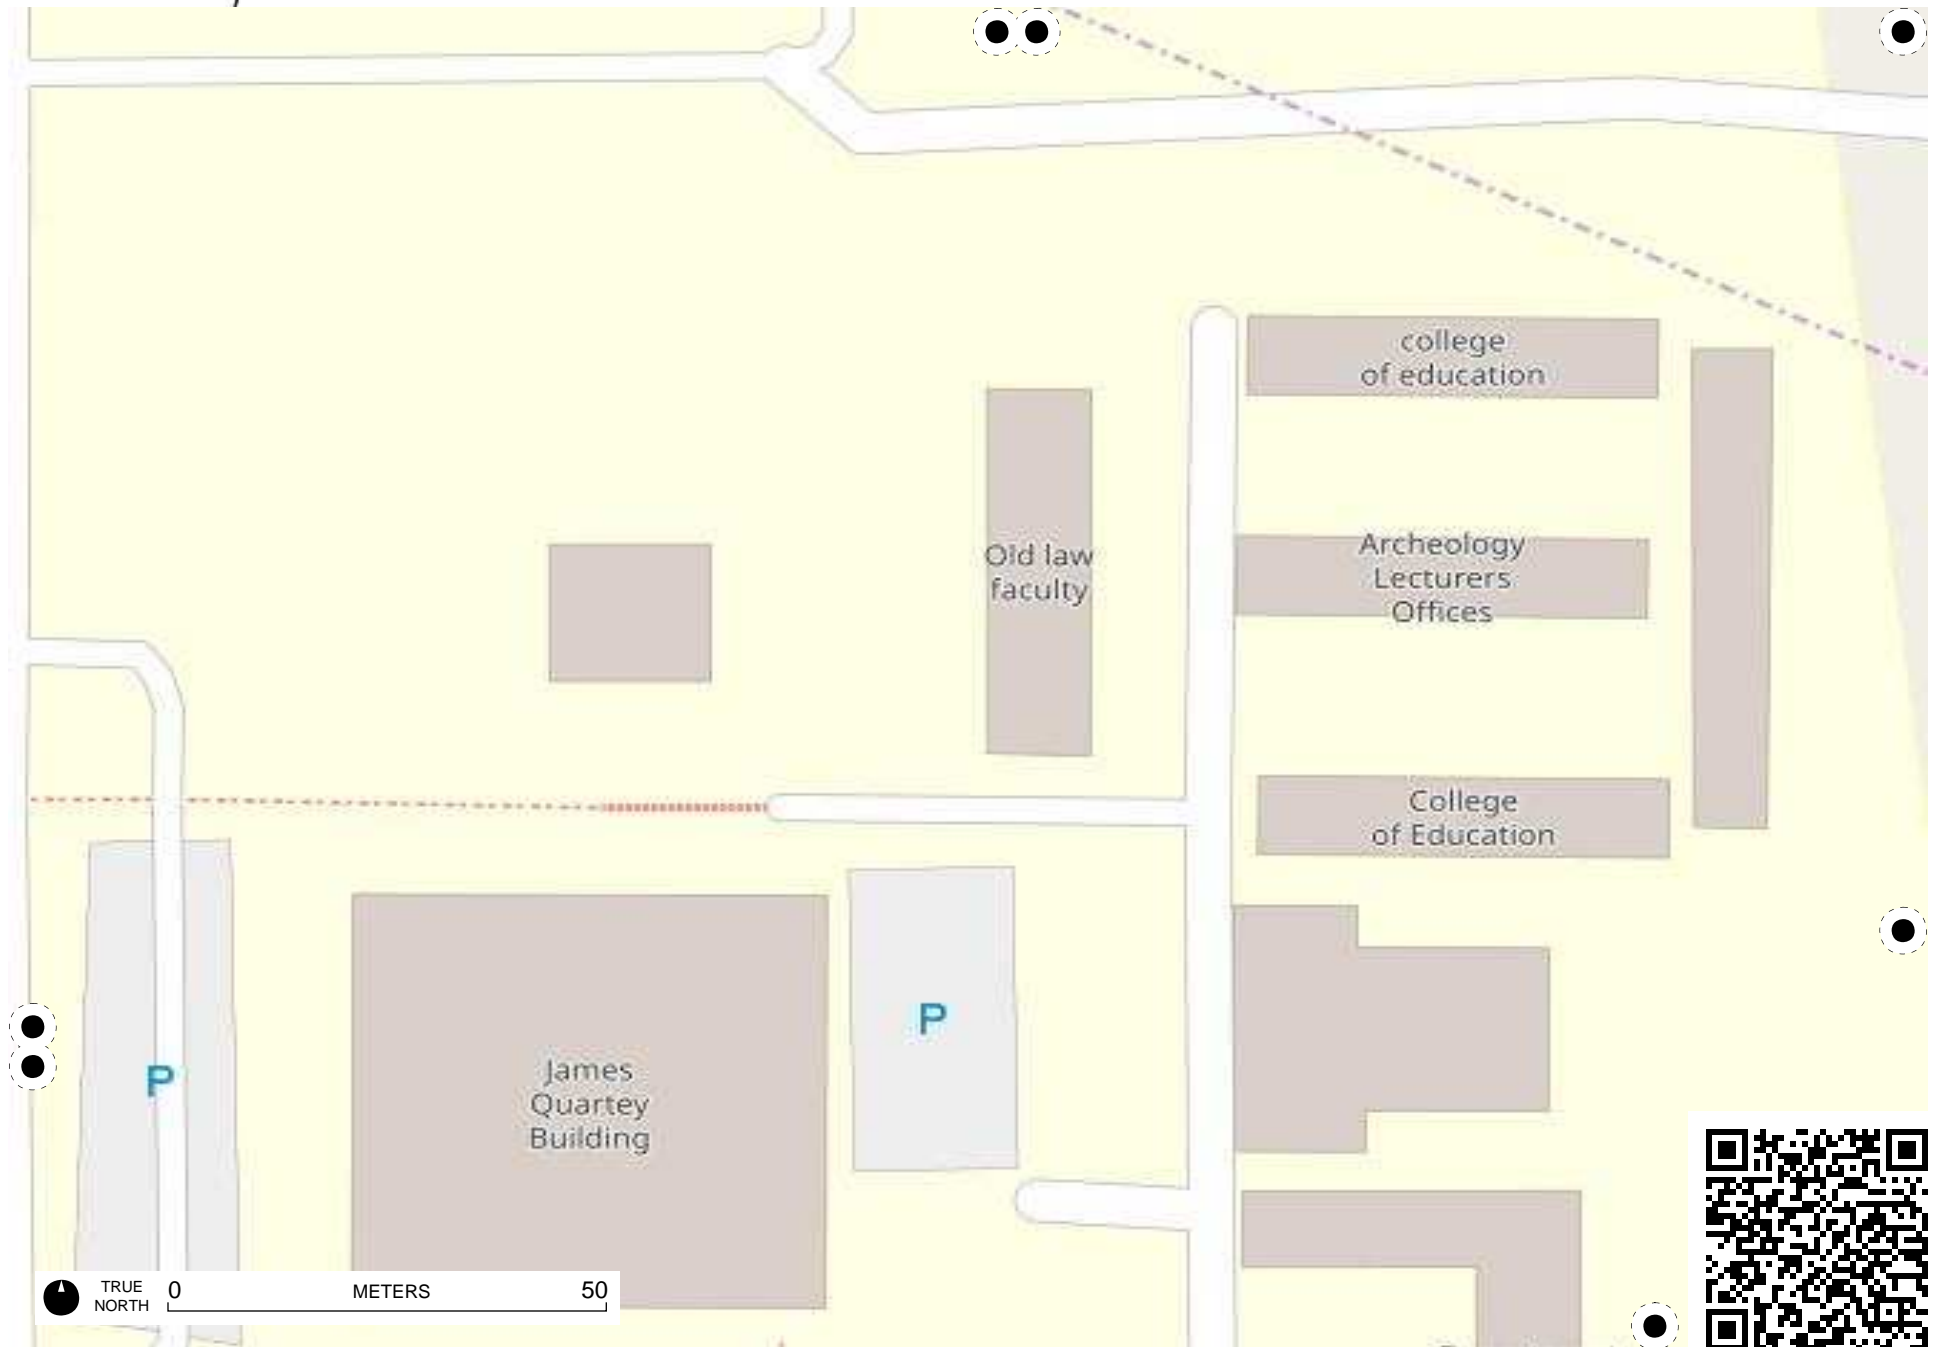 college
of education
Old law
faculty
Archeology
Lecturers
Offices
College
of Education
P
P
James
Quartey
Building
TRUE
NORTH
0
METERS
50